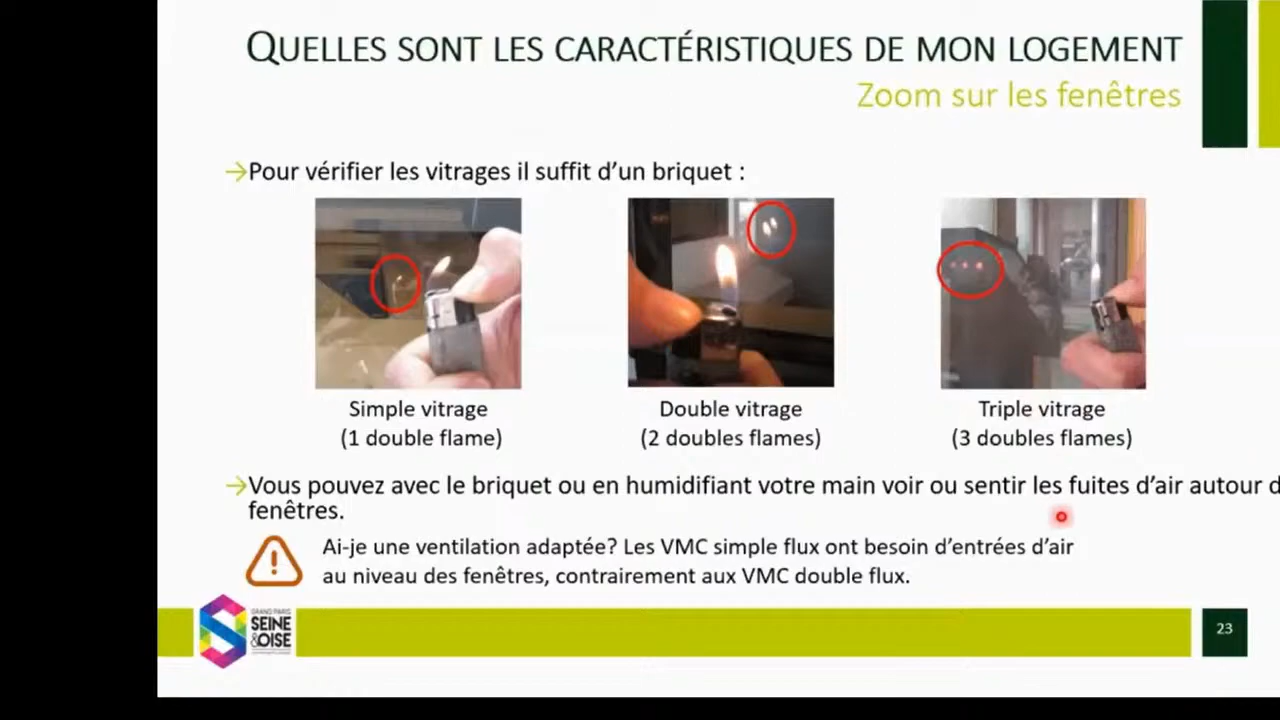 QUELLES SONT LES CARACTÉRISTIQUES DE MON LOGEMENT
Zoom sur les fenêtres
→Pour vérifier les vitrages il suffit d'un briquet :
Simple vitrage
(1 double flame)
Double vitrage
(2 doubles flames)
Triple vitrage
(3 doubles flames)
→Vous pouvez avec le briquet ou en humidifiant votre main voir ou sentir les fuites d'air autour d
fenêtres.
Ai-je une ventilation adaptée? Les VMC simple flux ont besoin d'entrées d'air
au niveau des fenêtres, contrairement aux VMC double flux.
GRAND PARIS
SEINE
&OISE
23